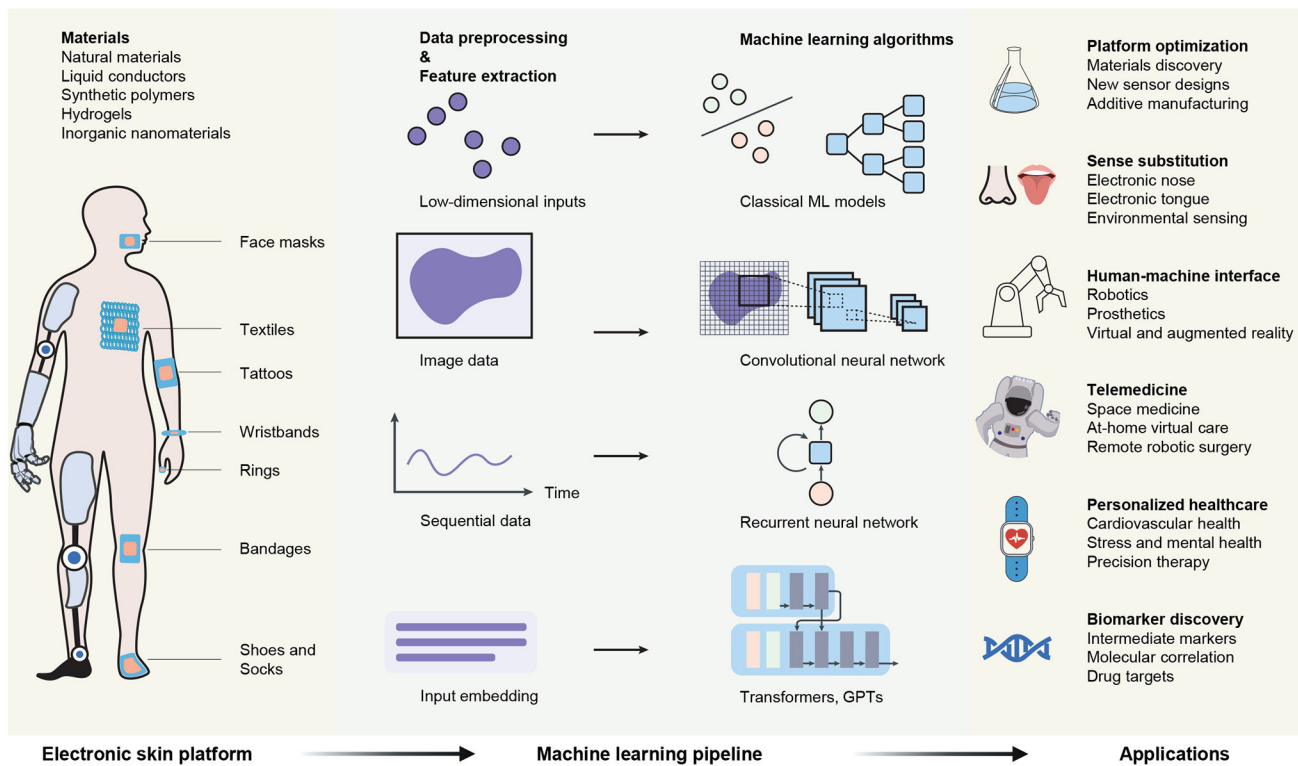 Materials
Natural materials
Liquid conductors
Synthetic polymers
Hydrogels
Inorganic nanomaterials
Face masks
Textiles
Tattoos
Wristbands
Rings
Bandages
Shoes and
Socks
Data preprocessing
&
Feature extraction
Low-dimensional inputs
Image data
Time
Sequential data
Input embedding
Machine learning algorithms
Classical ML models
Convolutional neural network
Recurrent neural network
Transformers, GPTs
Platform optimization
Materials discovery
New sensor designs
Additive manufacturing
Sense substitution
Electronic nose
Electronic tongue
Environmental sensing
Human-machine interface
Robotics
Prosthetics
Virtual and augmented reality
Telemedicine
Space medicine
At-home virtual care
Remote robotic surgery
Personalized healthcare
Cardiovascular health
Stress and mental health
Precision therapy
Biomarker discovery
Intermediate markers
Molecular correlation
Drug targets
Electronic skin platform
Machine learning pipeline
Applications